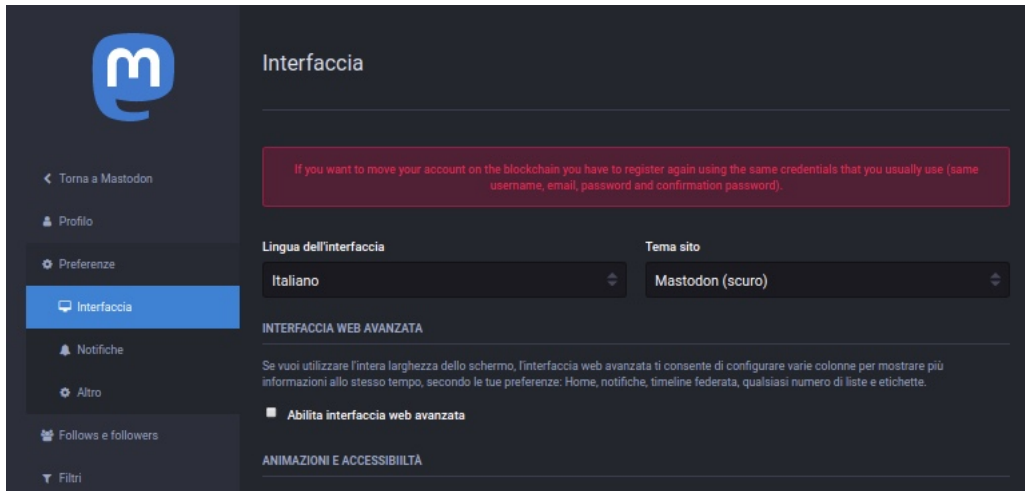 Interfaccia
If you want to move your account on the blockchain you have to register again using the same credentials that you usually use (same
username, email, password and confirmation password).
Torna a Mastodon
Profilo
Preferenze
Interfaccia
Notifiche
Altro
Follows e followers
Filtri
Lingua dell'interfaccia
Italiano
Tema sito
Mastodon (scuro)
INTERFACCIA WEB AVANZATA
Se vuoi utilizzare l'intera larghezza dello schermo, l'interfaccia web avanzata ti consente di configurare varie colonne per mostrare più
informazioni allo stesso tempo, secondo le tue preferenze: Home, notifiche, timeline federata, qualsiasi numero di liste e etichette.
Abilita interfaccia web avanzata
ANIMAZIONI E ACCESSIBIILTÀ